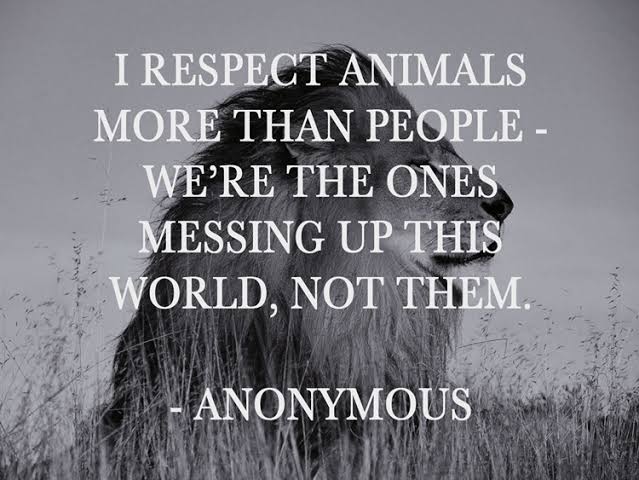 I RESPECT ANIMALS
MORE THAN PEOPLE -
WE’RE THE ONES
MESSING UP THIS
WORLD, NOT THEM.
- ANONYMOUS